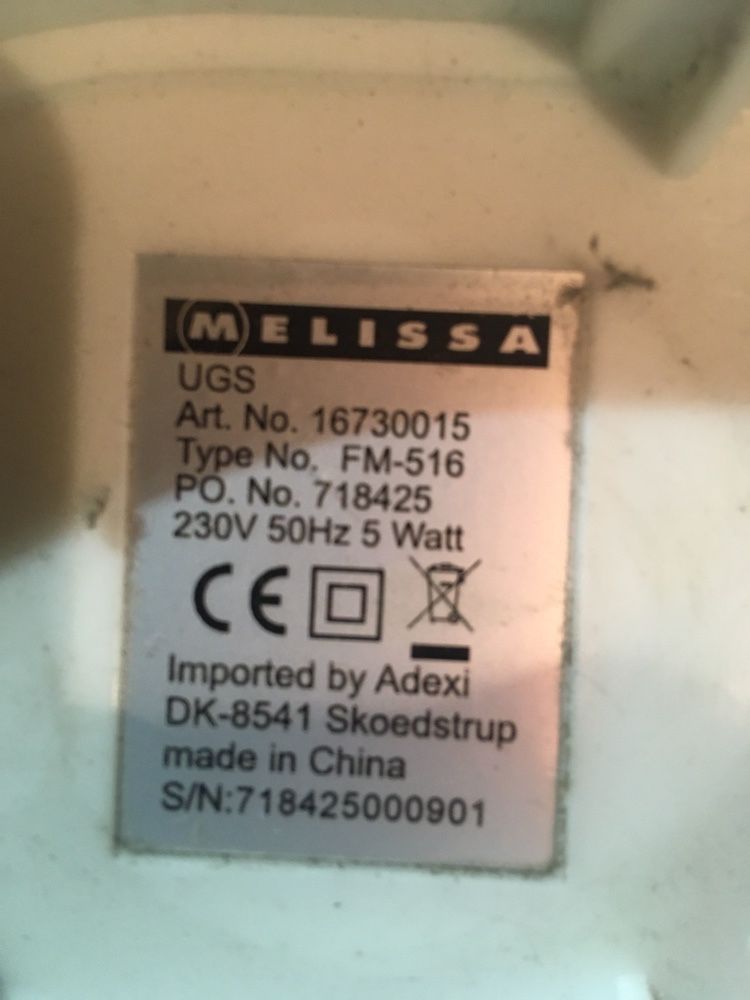 MELISSA
UGS
Art. No. 16730015
Type No. FM-516
PO. No. 718425
230V 50Hz 5 Watt
CE
Imported by Adexi
DK-8541 Skoedstrup
made in China
S/N:718425000901